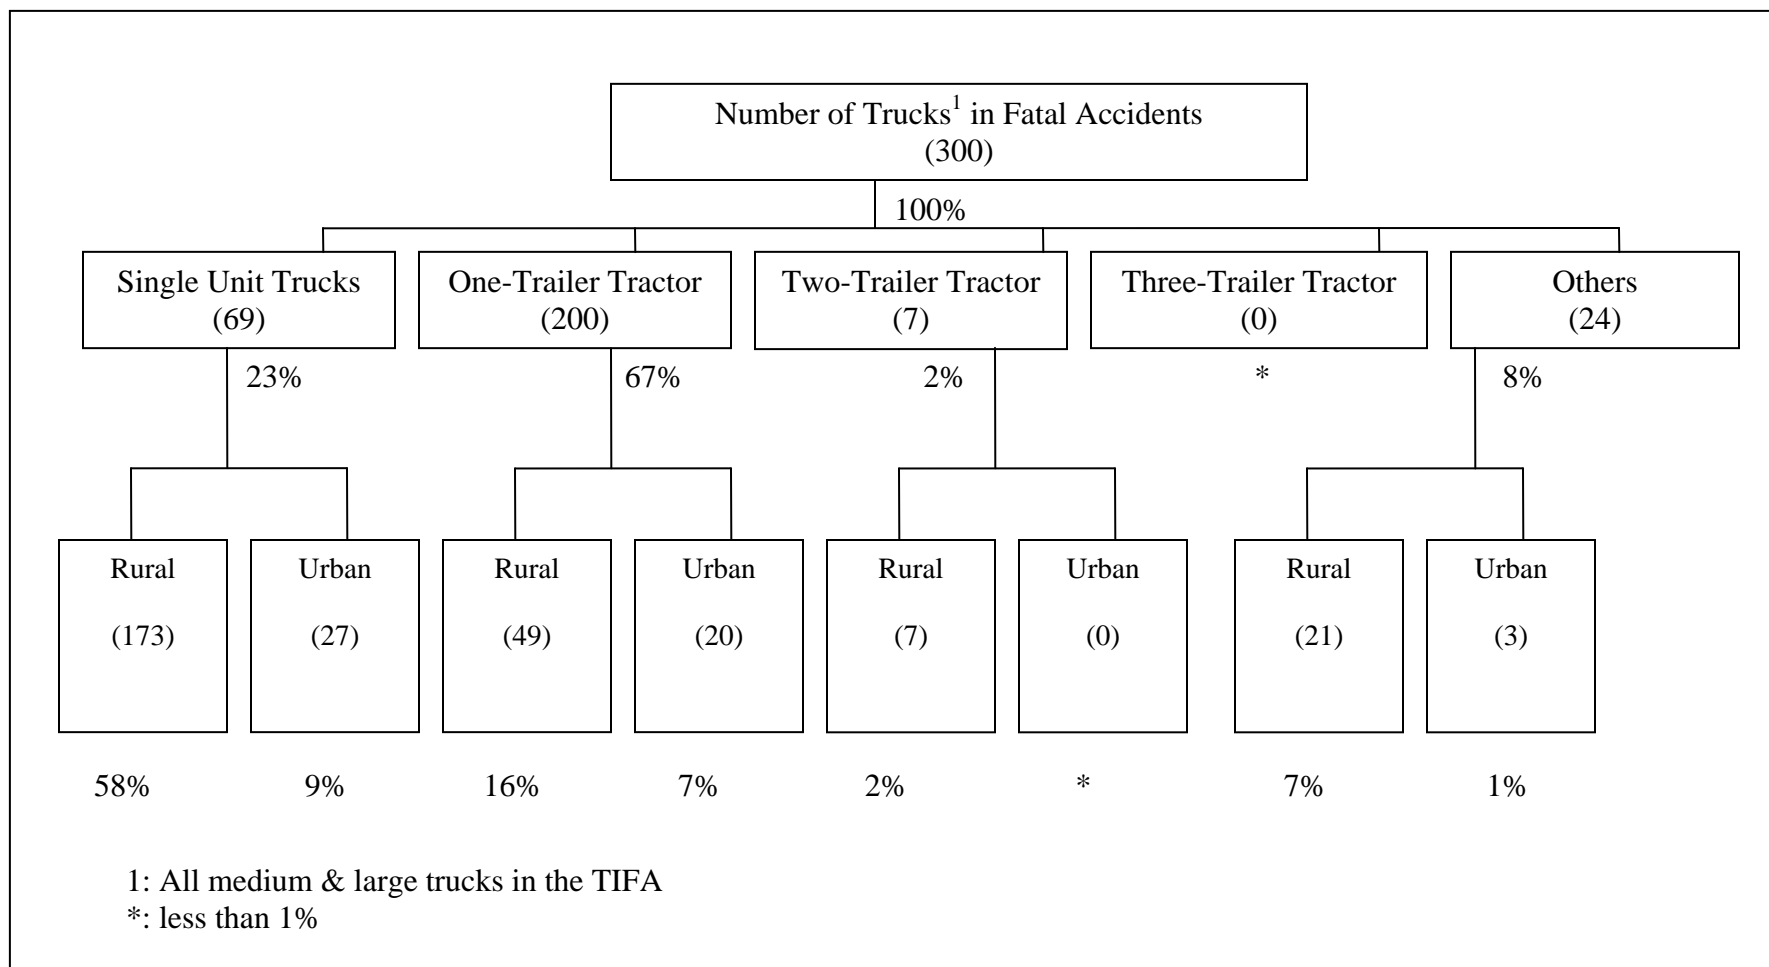 Number of Trucks1 in Fatal Accidents
(300)
100%
Single Unit Trucks
(69)
One-Trailer Tractor
(200)
Two-Trailer Tractor
(7)
Three-Trailer Tractor
(0)
Others
(24)
23%
67%
2%
*
8%
Rural
(173)
Urban
(27)
Rural
(49)
Urban
(20)
Rural
(7)
Urban
(0)
Rural
(21)
Urban
(3)
58%
9%
16%
7%
2%
*
7%
1%
1: All medium & large trucks in the TIFA
*: less than 1%